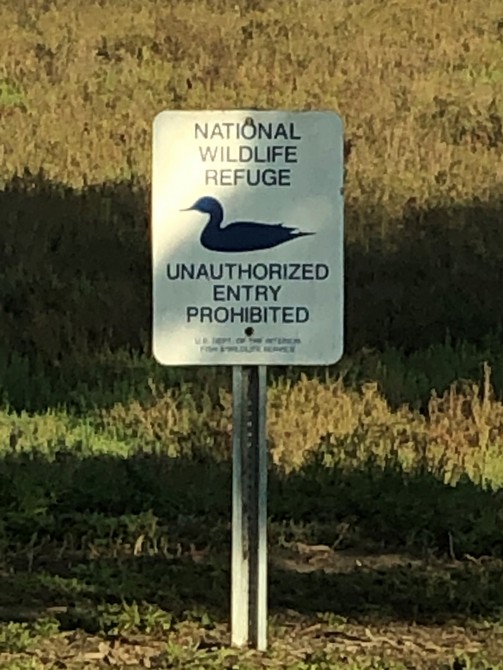 NATIONAL
WILDLIFE
REFUGE
UNAUTHORIZED
ENTRY
PROHIBITED
U.S. DEPT. OF THE INTERIOR
FISH & WILDLIFE SERVICE